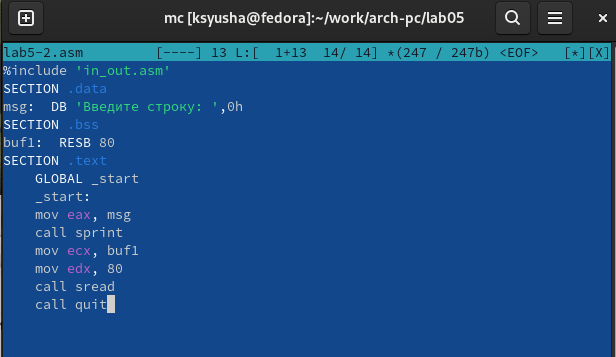 mc [ksyusha@fedora]:~/work/arch-pc/lab05
lab5-2.asm [----] 13 L:[ 1+13 14/ 14] *(247 / 247b) <EOF> [*][X]
%include 'in_out.asm'
SECTION .data
msg: DB 'Введите строку: ',0h
SECTION .bss
buf1: RESB 80
SECTION .text
GLOBAL _start
_start:
mov eax, msg
call sprint
mov ecx, buf1
mov edx, 80
call sread
call quit